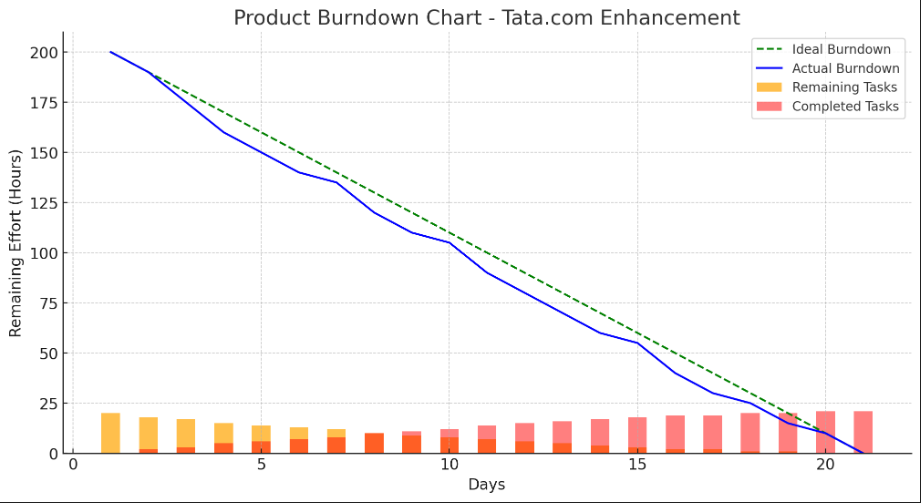 Product Burndown Chart - Tata.com Enhancement
Ideal Burndown
Actual Burndown
Remaining Tasks
Completed Tasks
Remaining Effort (Hours)
200
175
150
125
100
75
50
25
0
0 5 10 15 20
Days